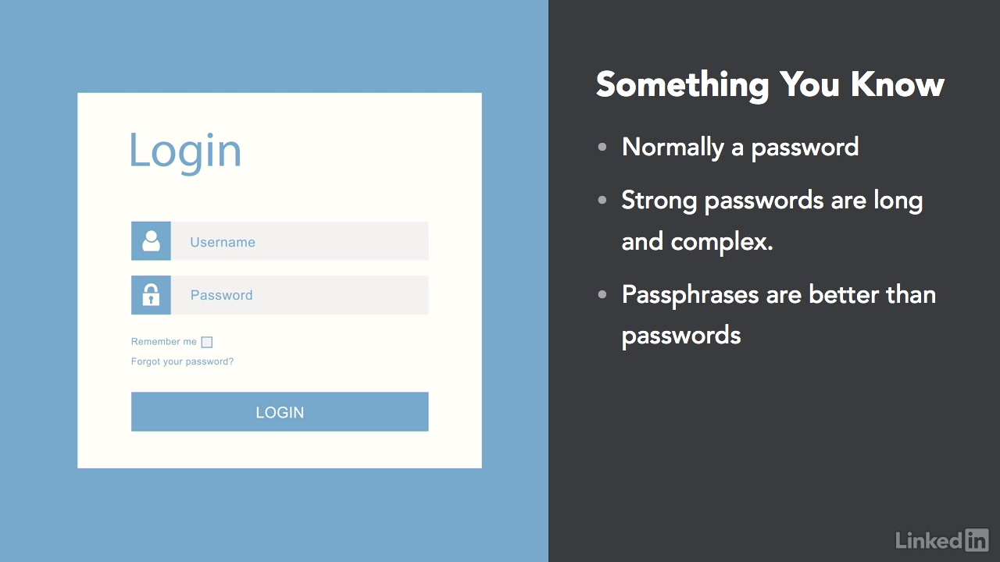 Login
Username
Password
Remember me
Forgot your password?
LOGIN
Something You Know
• Normally a password
• Strong passwords are long
and complex.
• Passphrases are better than
passwords
LinkedIn